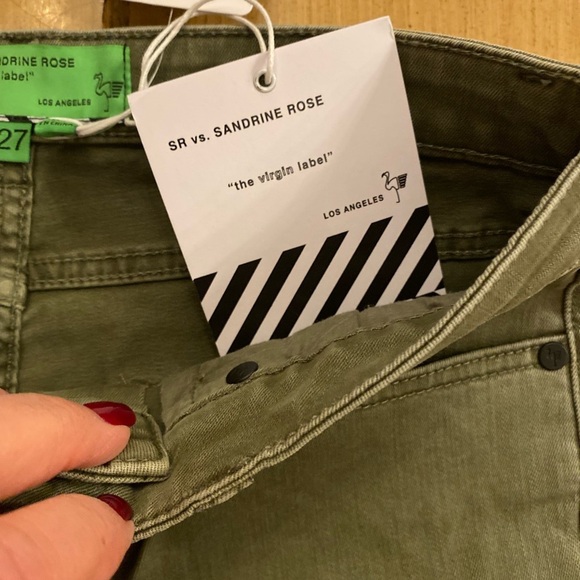 DRINE ROSE
label"
LOS ANGELES
27
SR vs. SANDRINE ROSE
"the virgin label"
LOS ANGELES